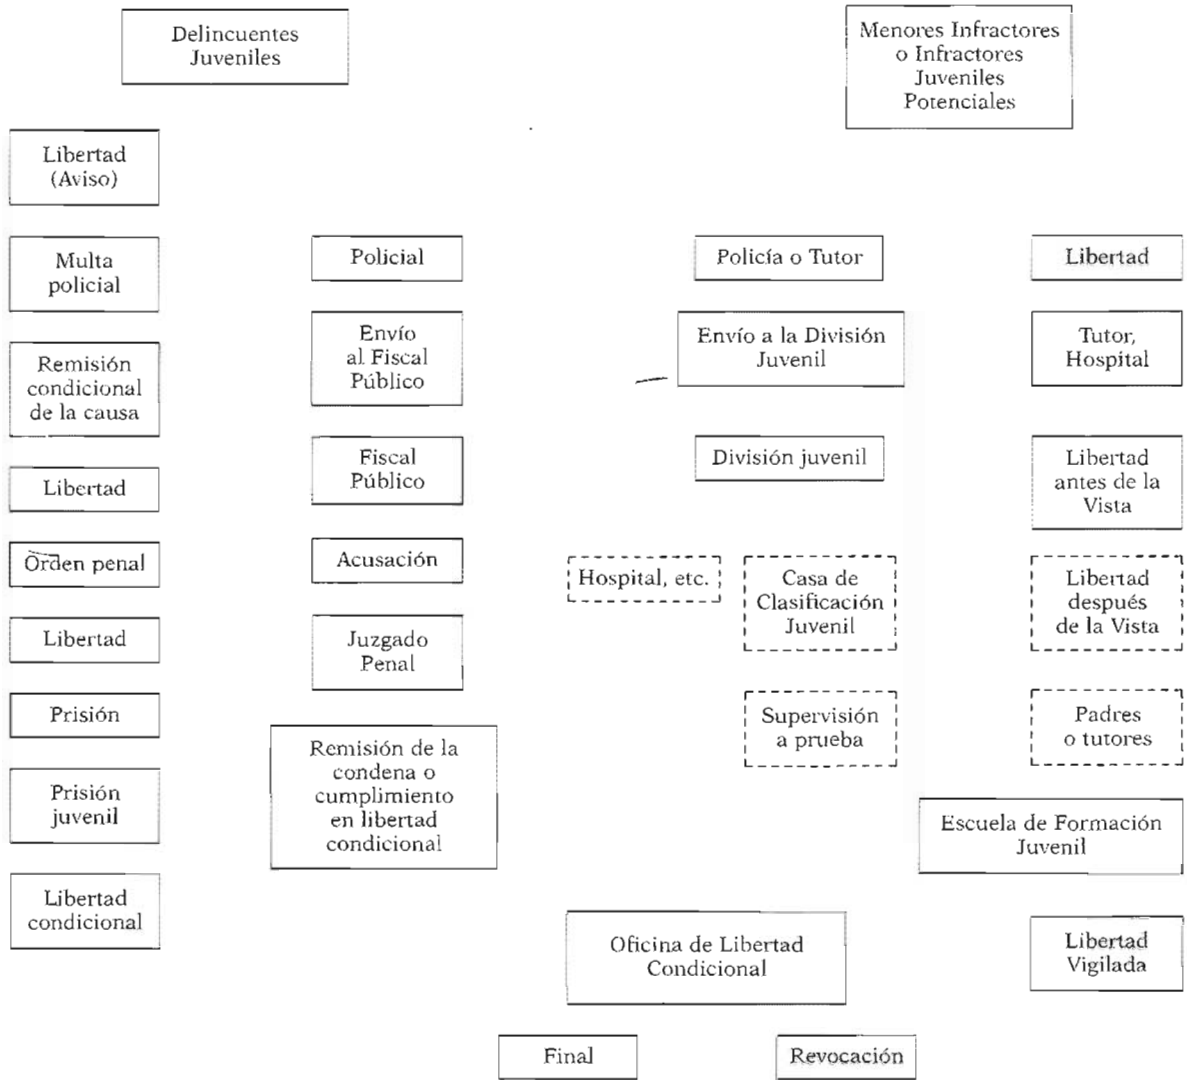 Delincuentes
Juveniles
Menores Infractores
o Infractores
Juveniles
Potenciales
Libertad
(Aviso)
Multa
policial
Policial
Policía o Tutor
Libertad
Remisión
condicional
de la causa
Envío
al Fiscal
Público
Envío a la División
Juvenil
Tutor,
Hospital
Libertad
Fiscal
Público
División juvenil
Libertad
antes de la
Vista
Orden penal
Acusación
Hospital, etc.
Casa de
Clasificación
Juvenil
Libertad
después
de la Vista
Libertad
Juzgado
Penal
Prisión
Supervisión
a prueba
Padres
o tutores
Prisión
juvenil
Remisión de la
condena o
cumplimiento
en libertad
condicional
Escuela de Formación
Juvenil
Libertad
condicional
Oficina de Libertad
Condicional
Libertad
Vigilada
Final
Revocación